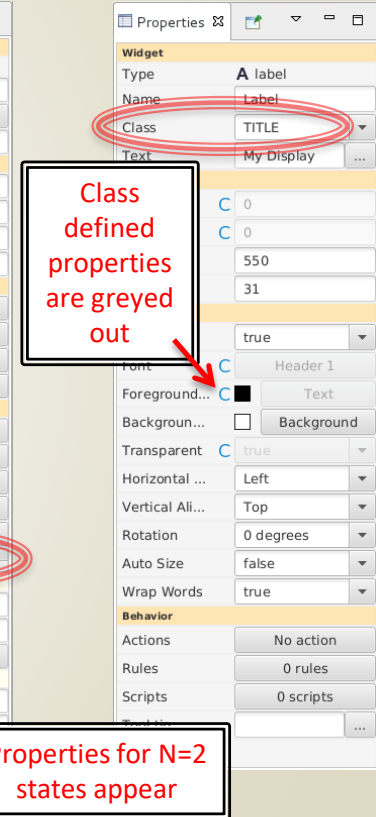 Properties
Widget
Type A label
Name Label
Class TITLE
Text My Display ...
Class
defined
properties
are greyed
out
C 0
C 0
550
31
true
Font C Header 1
Foreground... C Text
Backgroun... Background
Transparent C true
Horizontal ... Left
Vertical Ali... Top
Rotation 0 degrees
Auto Size false
Wrap Words true
Behavior
Actions No action
Rules 0 rules
Scripts 0 scripts
...
Properties for N=2
states appear